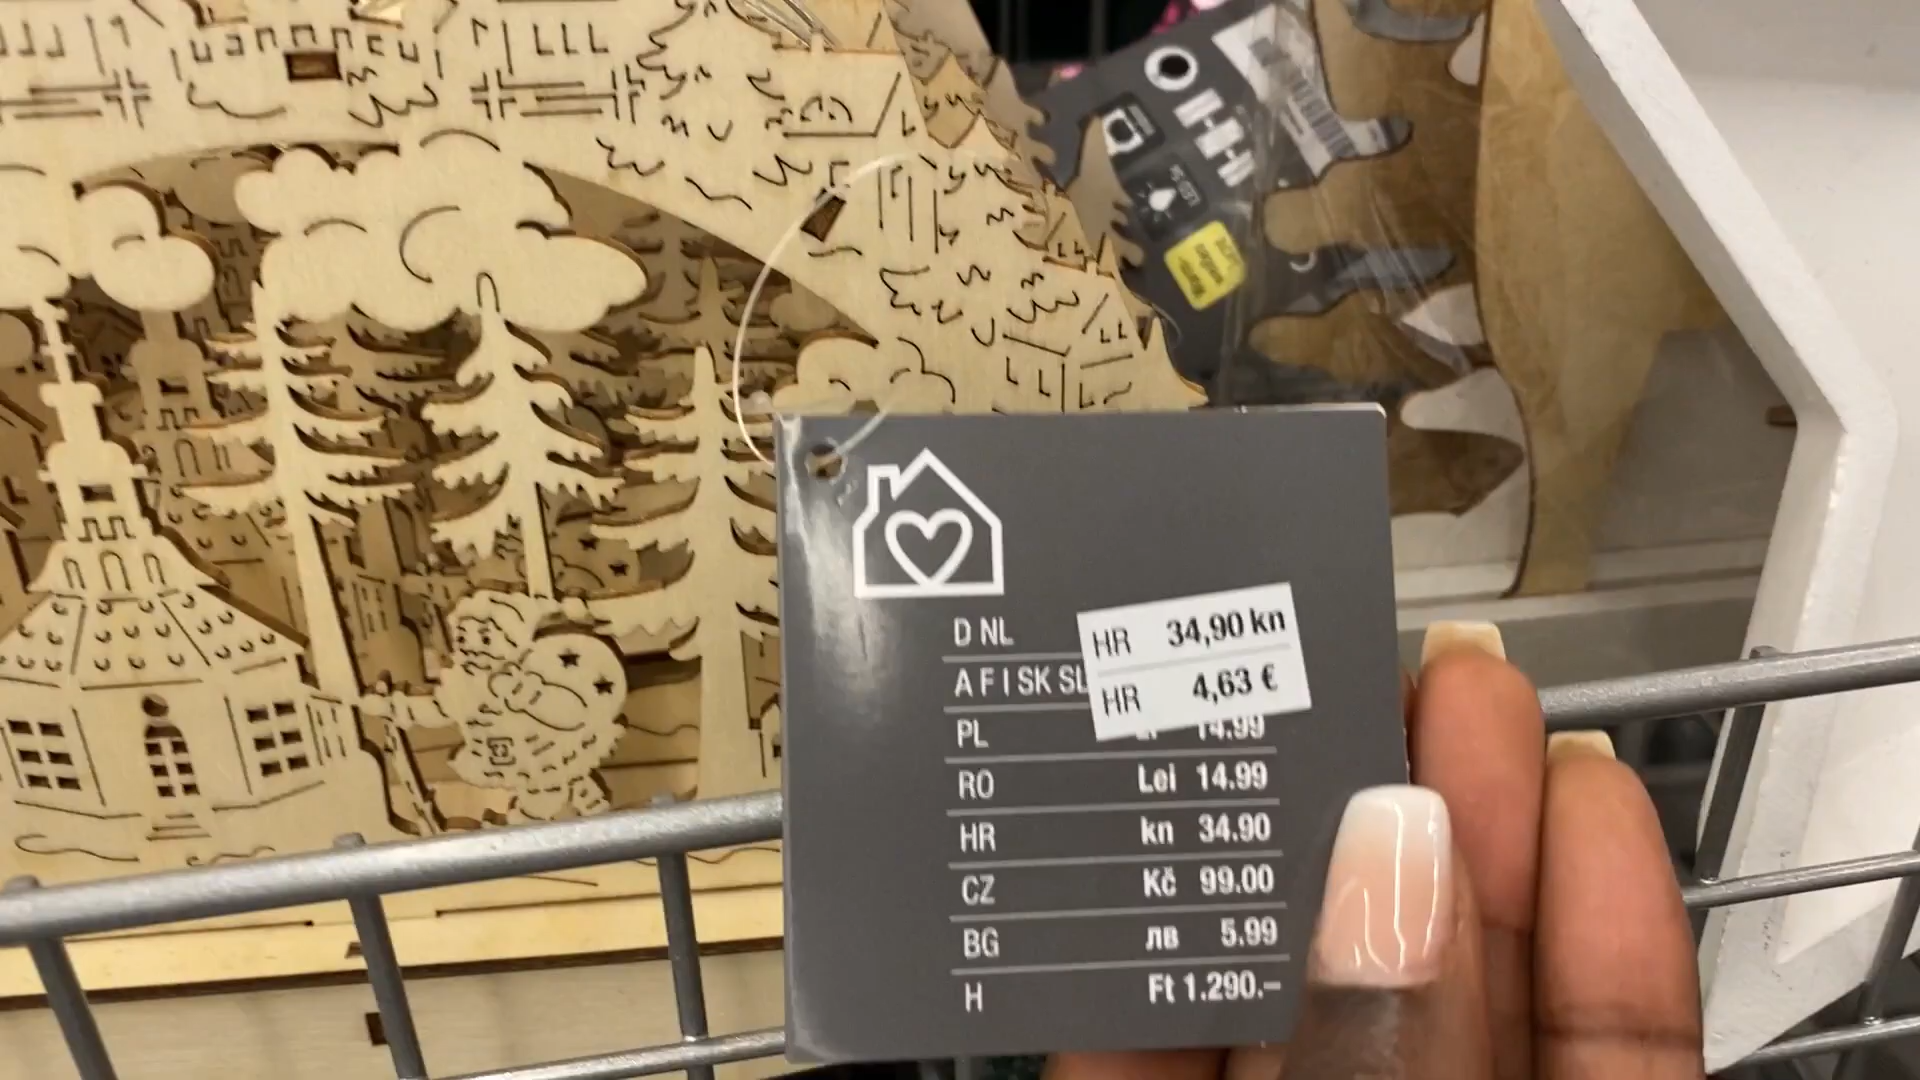 D NL
A F I SK SL
HR 34,90 kn
HR 4,63 €
PL 14.99
RO Lei 14.99
HR kn 34.90
CZ Kč 99.00
BG лв 5.99
H Ft 1.290.–